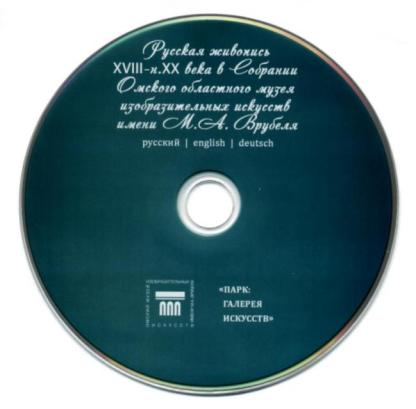 Русская живопись
XVIII-н.XX века в Собрании
Омского областного музея
изобразительных искусств
имени М.А. Врубеля
русский | english | deutsch
«ПАРК:
ГАЛЕРЕЯ
ИСКУССТВ»